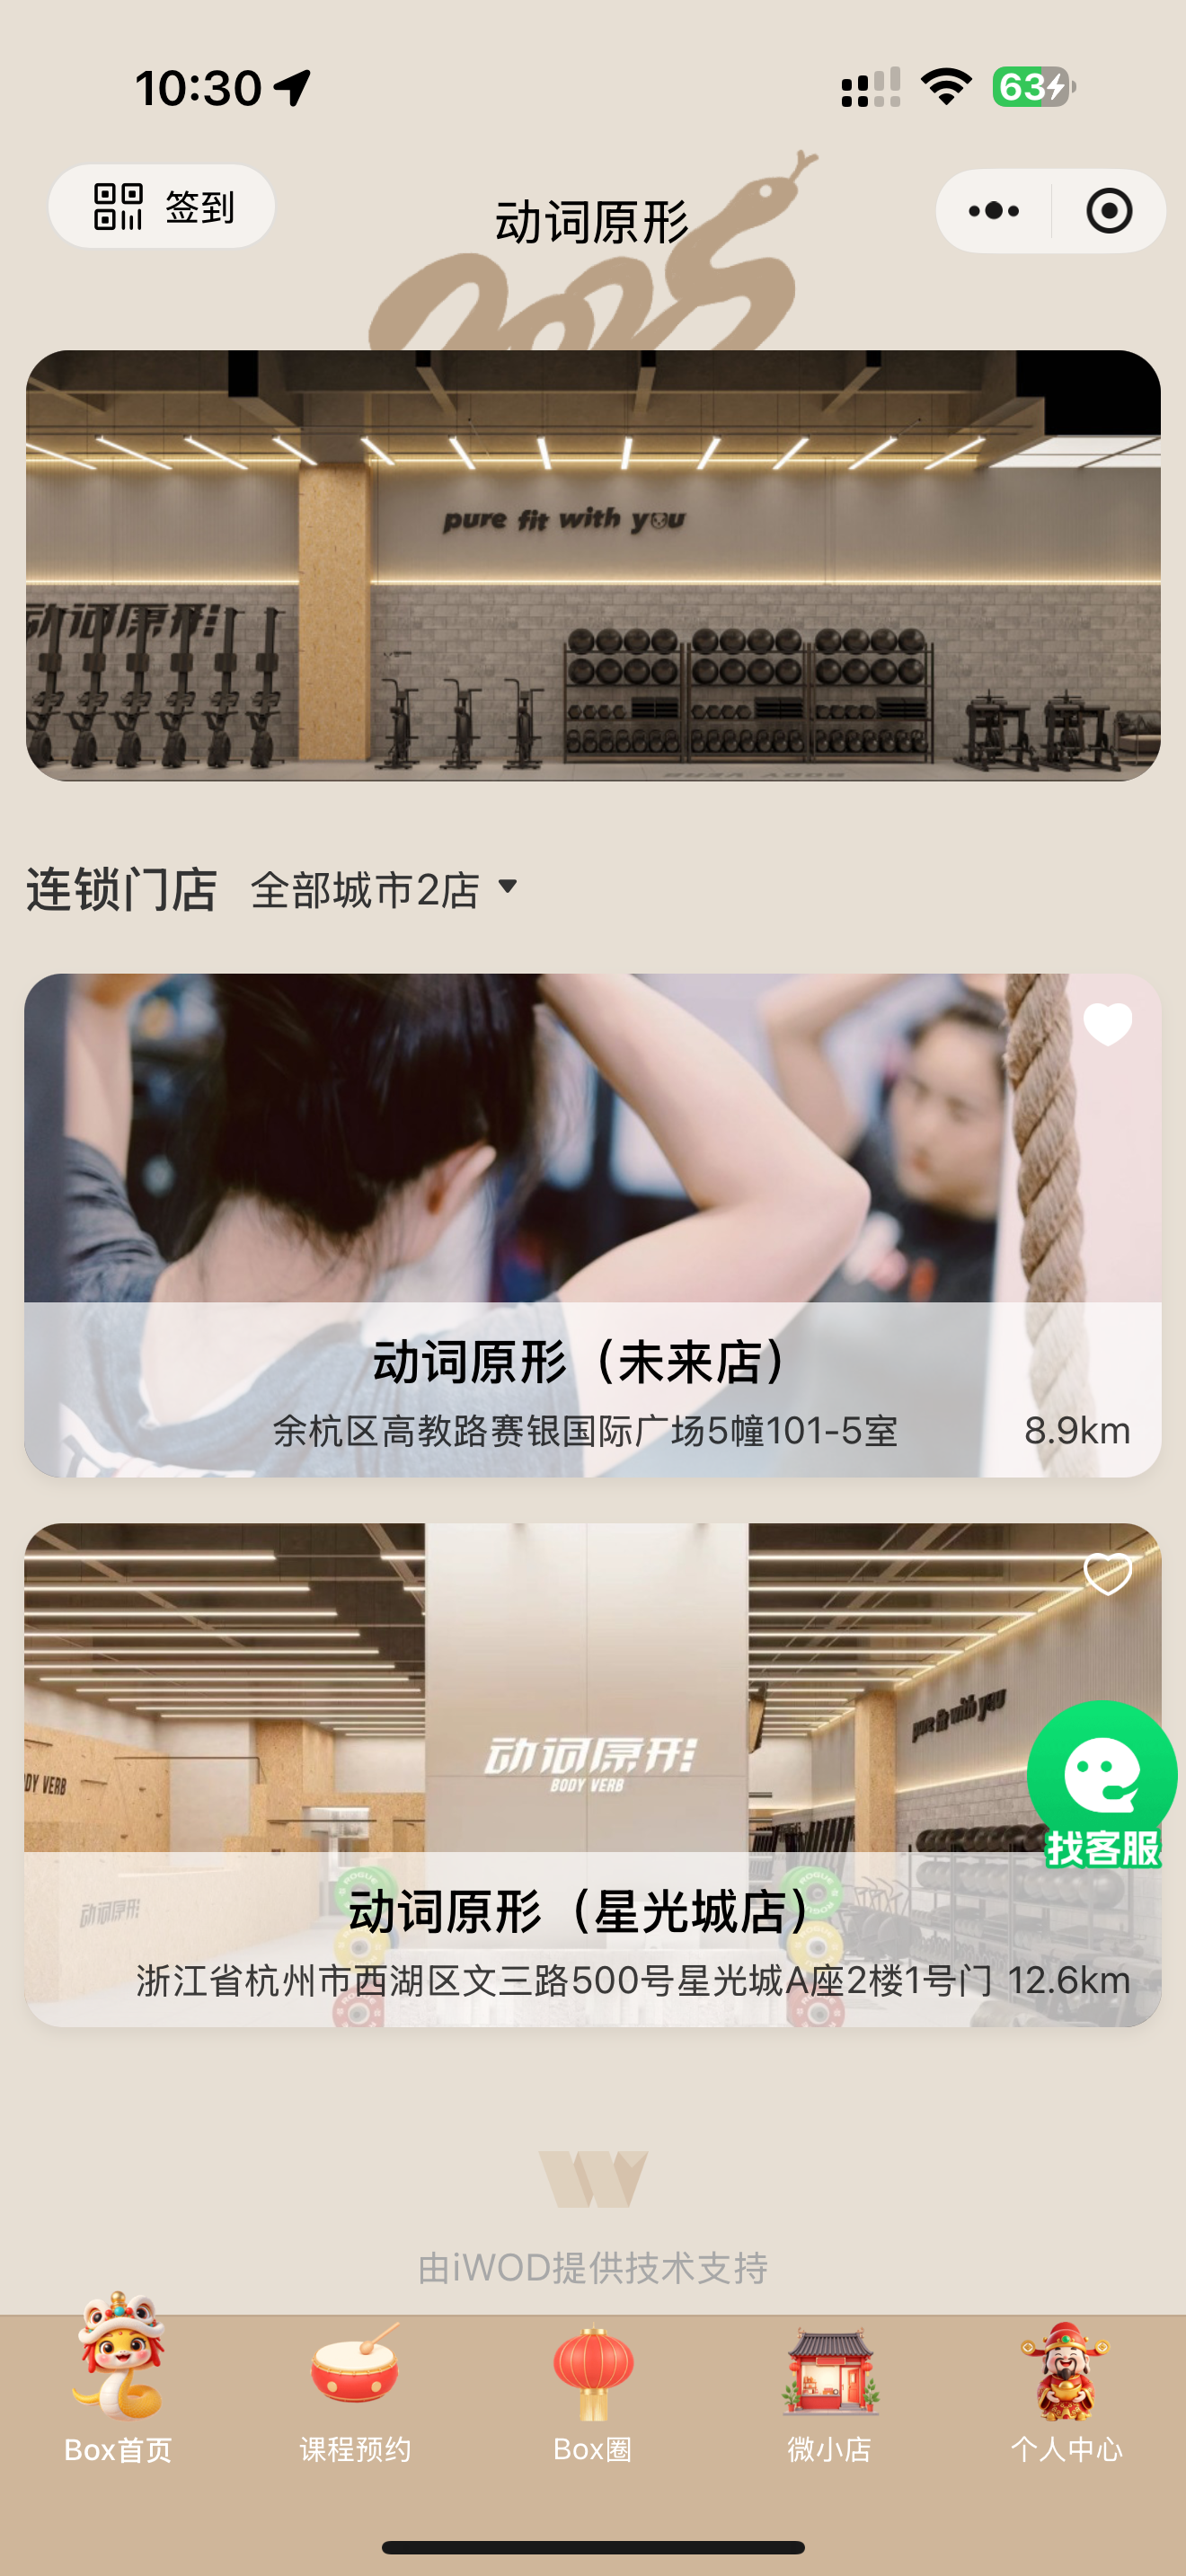 10:30
63
签到
动词原形
2025
pure fit with you
动词原形
连锁门店 全部城市2店
动词原形（未来店）
余杭区高教路赛银国际广场5幢101-5室 8.9km
pure fit with you
动词原形
BODY VERB
找客服
动词原形
ROGUE
ROGUE
动词原形（星光城店）
浙江省杭州市西湖区文三路500号星光城A座2楼1号门 12.6km
由iWOD提供技术支持
Box首页 课程预约 Box圈 微小店 个人中心